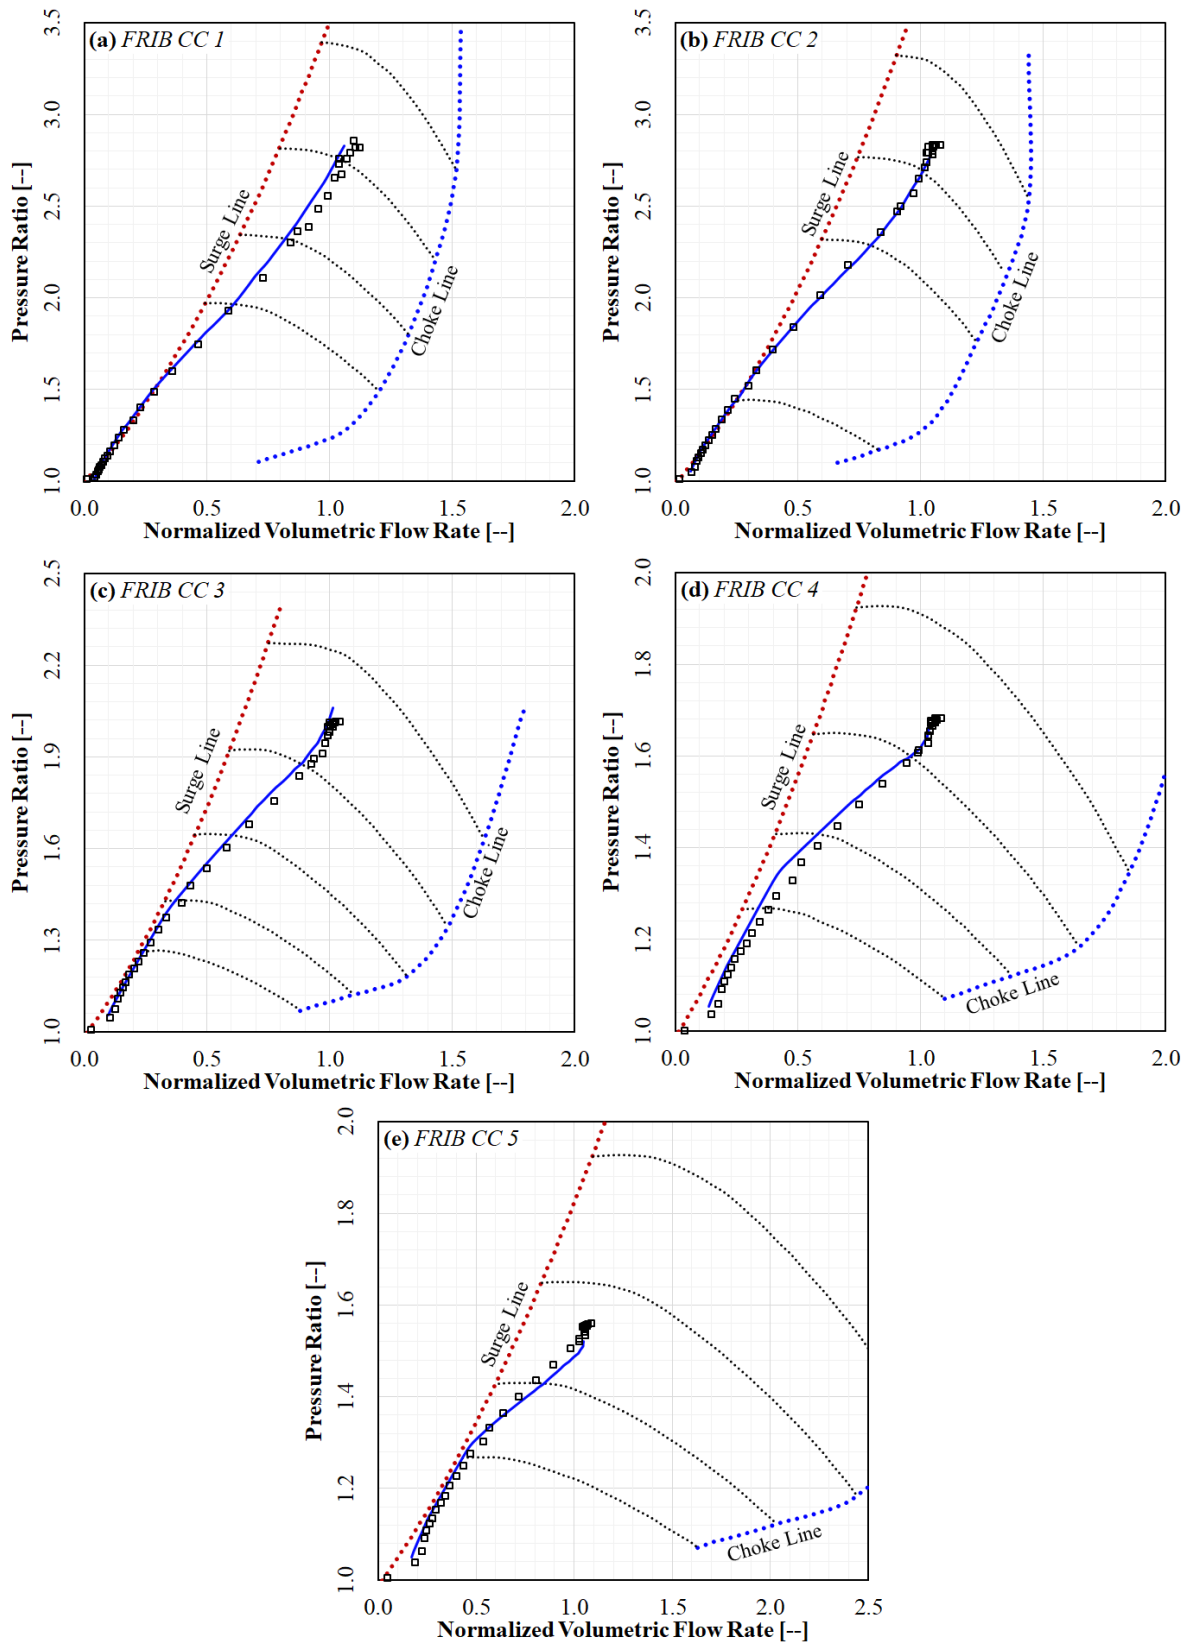 (a) FRIB CC 1
3.5
3.0
2.5
2.0
1.5
1.0
Pressure Ratio [--]
Surge Line
Choke Line
0.0 0.5 1.0 1.5 2.0
Normalized Volumetric Flow Rate [--]
(b) FRIB CC 2
3.5
3.0
2.5
2.0
1.5
1.0
Pressure Ratio [--]
Surge Line
Choke Line
0.0 0.5 1.0 1.5 2.0
Normalized Volumetric Flow Rate [--]
(c) FRIB CC 3
2.5
2.2
1.9
1.6
1.3
1.0
Pressure Ratio [--]
Surge Line
Choke Line
0.0 0.5 1.0 1.5 2.0
Normalized Volumetric Flow Rate [--]
(d) FRIB CC 4
2.0
1.8
1.6
1.4
1.2
1.0
Pressure Ratio [--]
Surge Line
Choke Line
0.0 0.5 1.0 1.5 2.0
Normalized Volumetric Flow Rate [--]
(e) FRIB CC 5
2.0
1.8
1.6
1.4
1.2
1.0
Pressure Ratio [--]
Surge Line
Choke Line
0.0 0.5 1.0 1.5 2.0 2.5
Normalized Volumetric Flow Rate [--]